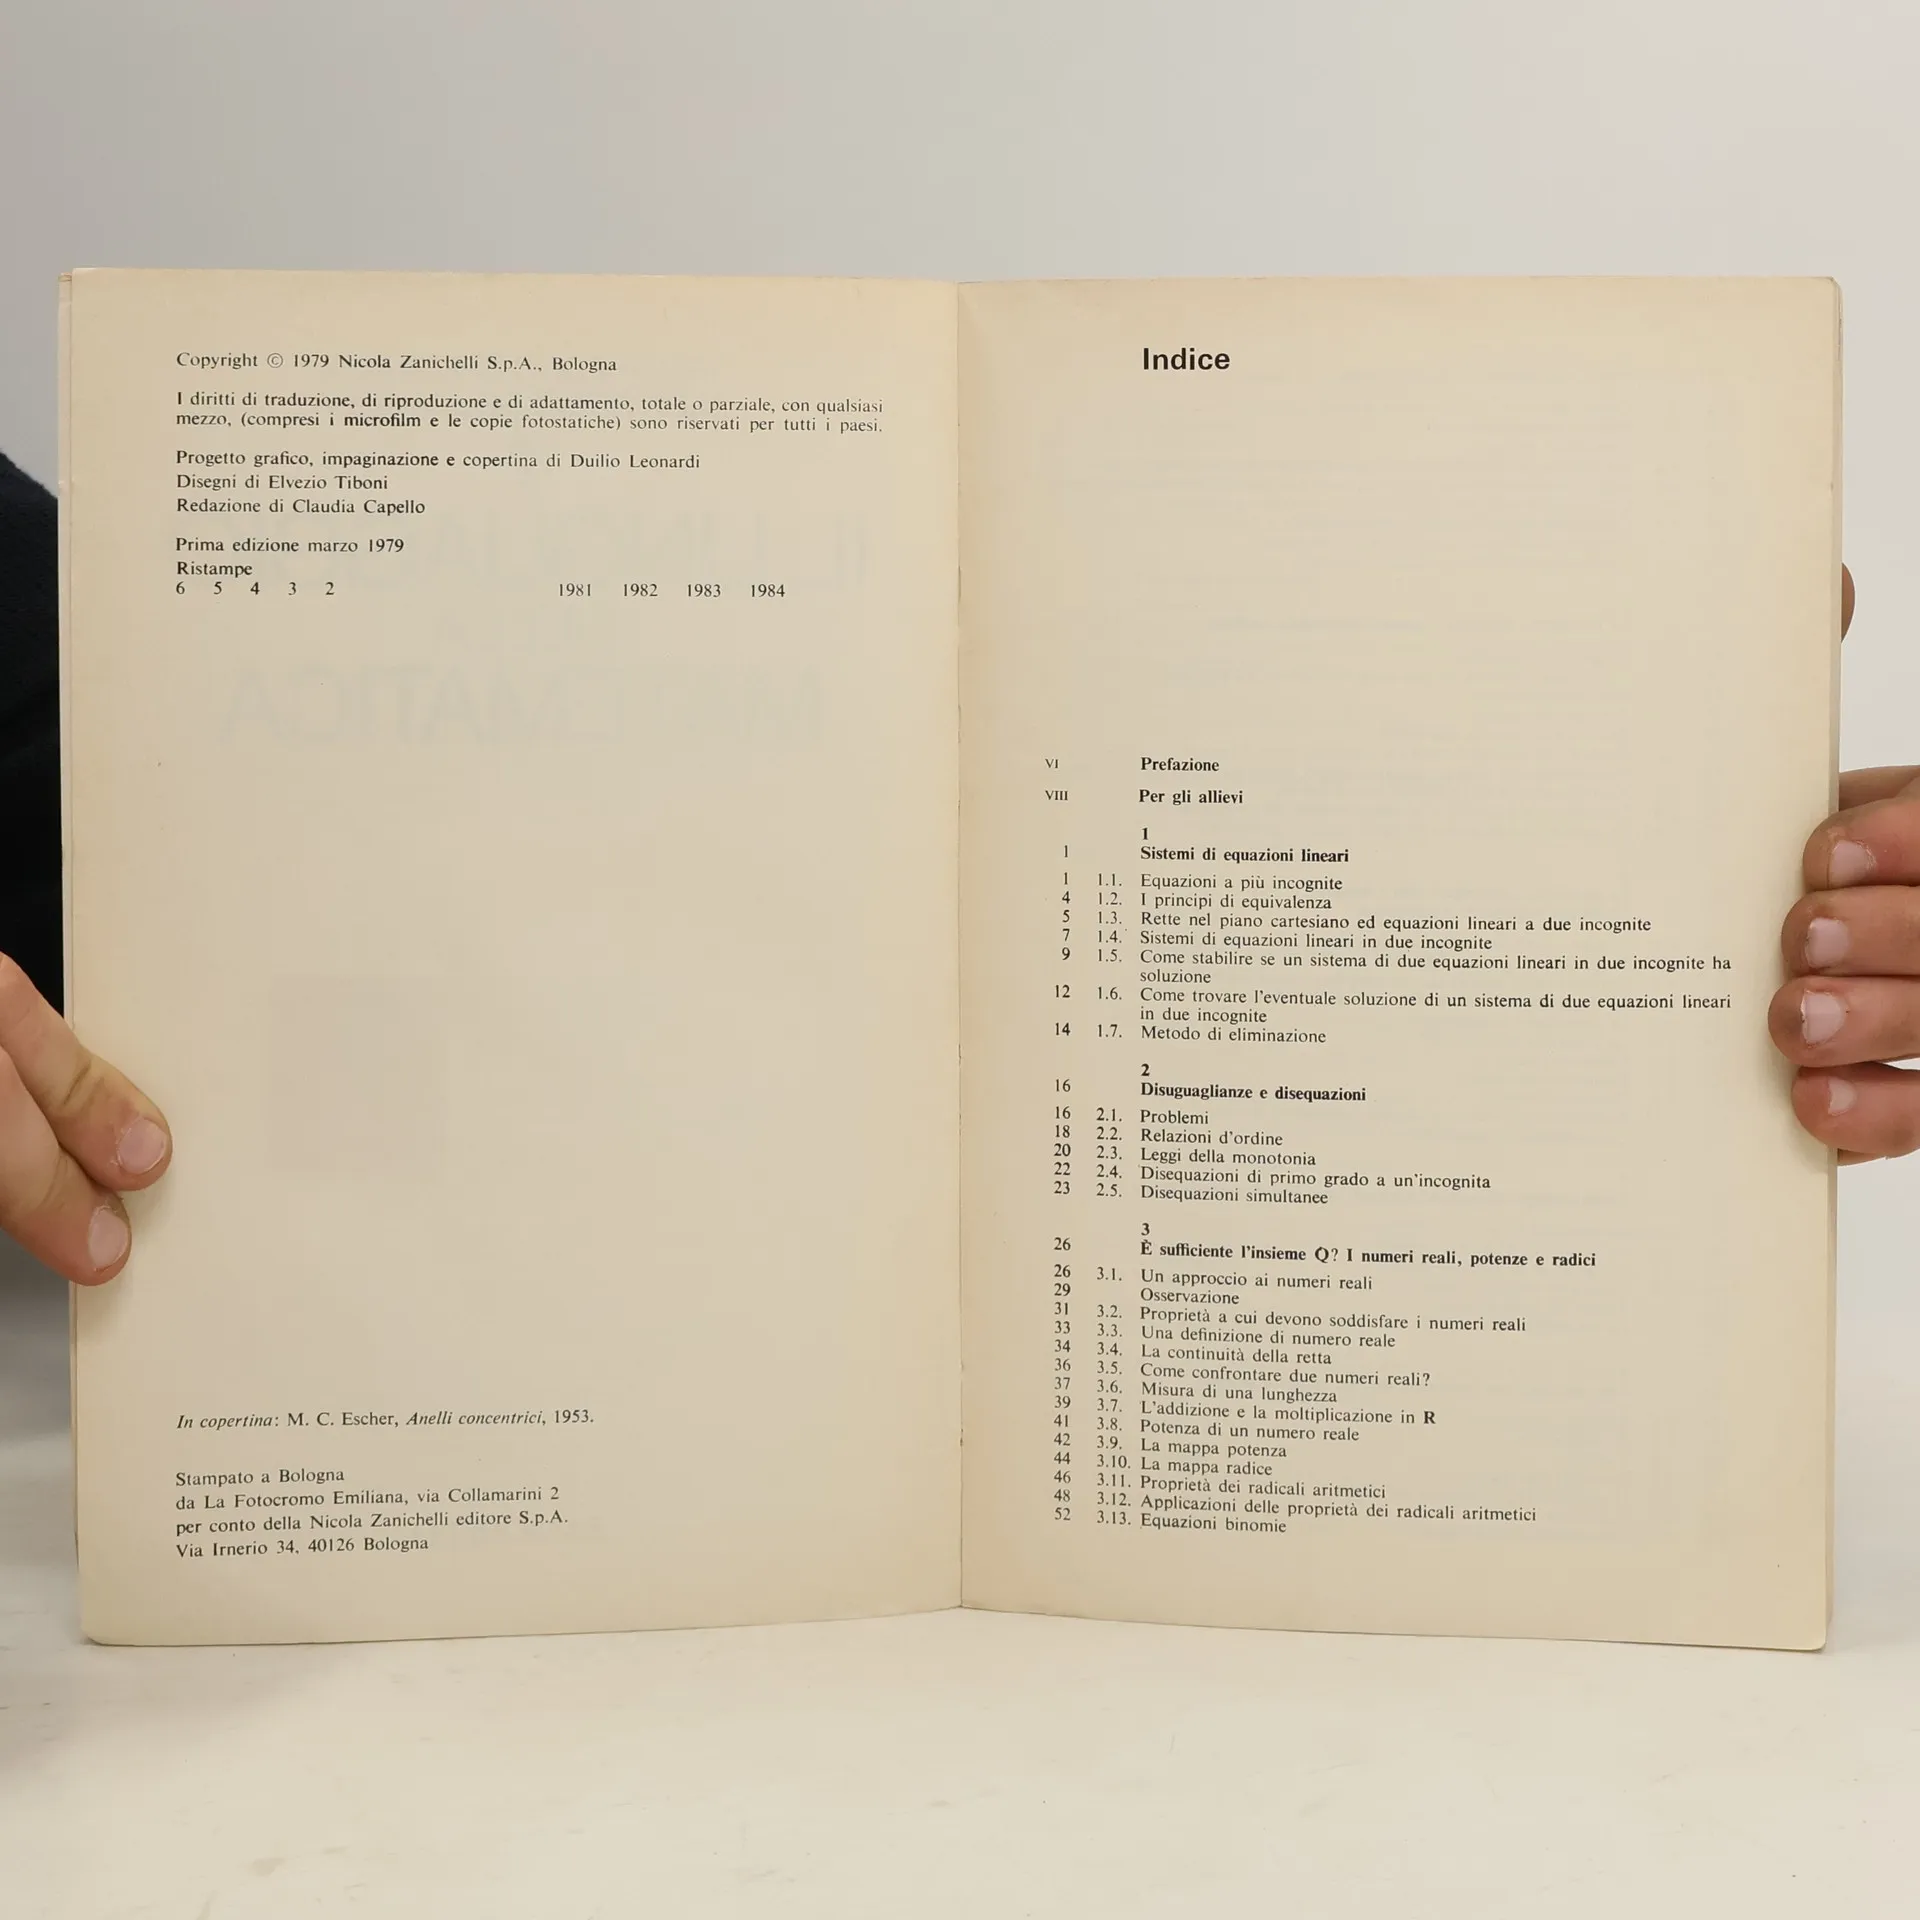 Copyright © 1979 Nicola Zanichelli S.p.A., Bologna
I diritti di traduzione, di riproduzione e di adattamento, totale o parziale, con qualsiasi
mezzo, (compresi i microfilm e le copie fotostatiche) sono riservati per tutti i paesi.
Progetto grafico, impaginazione e copertina di Duilio Leonardi
Disegni di Elvezio Tiboni
Redazione di Claudia Capello
Prima edizione marzo 1979
Ristampe
6 5 4 3 2 1981 1982 1983 1984
In copertina: M. C. Escher, Anelli concentrici, 1953.
Stampato a Bologna
da La Fotocromo Emiliana, via Collamarini 2
per conto della Nicola Zanichelli editore S.p.A.
Via Irnerio 34, 40126 Bologna
Indice
VI Prefazione
VIII Per gli allievi
1
1 Sistemi di equazioni lineari
1 1.1. Equazioni a più incognite
4 1.2. I principi di equivalenza
5 1.3. Rette nel piano cartesiano ed equazioni lineari a due incognite
7 1.4. Sistemi di equazioni lineari in due incognite
9 1.5. Come stabilire se un sistema di due equazioni lineari in due incognite ha
soluzione
12 1.6. Come trovare l'eventuale soluzione di un sistema di due equazioni lineari
in due incognite
14 1.7. Metodo di eliminazione
2
16 Disuguaglianze e disequazioni
16 2.1. Problemi
18 2.2. Relazioni d'ordine
20 2.3. Leggi della monotonia
22 2.4. Disequazioni di primo grado a un'incognita
23 2.5. Disequazioni simultanee
3
26 È sufficiente l'insieme Q? I numeri reali, potenze e radici
26 3.1. Un approccio ai numeri reali
29 Osservazione
31 3.2. Proprietà a cui devono soddisfare i numeri reali
33 3.3. Una definizione di numero reale
34 3.4. La continuità della retta
36 3.5. Come confrontare due numeri reali?
37 3.6. Misura di una lunghezza
39 3.7. L'addizione e la moltiplicazione in R
41 3.8. Potenza di un numero reale
42 3.9. La mappa potenza
44 3.10. La mappa radice
46 3.11. Proprietà dei radicali aritmetici
48 3.12. Applicazioni delle proprietà dei radicali aritmetici
52 3.13. Equazioni binomie